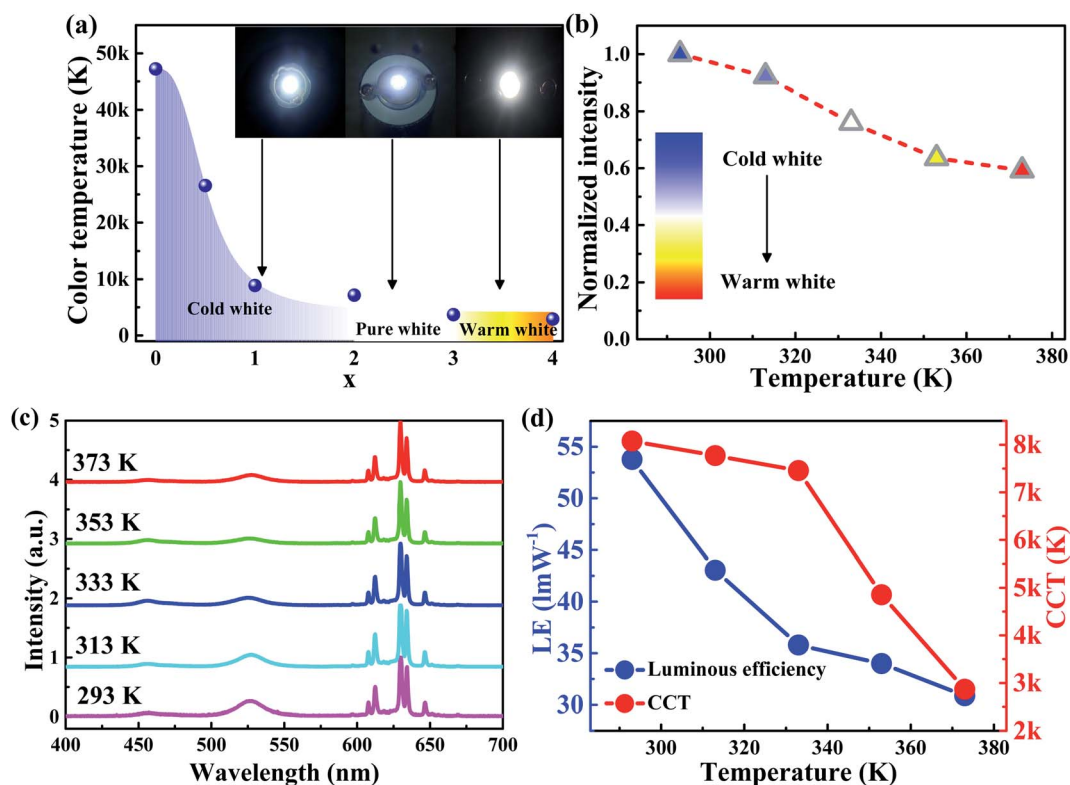 (a)
Color temperature (K)
50k
40k
30k
20k
10k
0
Cold white
Pure white
Warm white
0 1 2 3 4
x
(b)
Normalized intensity
1.0
0.8
0.6
0.4
0.2
0.0
Cold white
Warm white
300 320 340 360 380
Temperature (K)
(c)
Intensity (a.u.)
5
4
3
2
1
0
373 K
353 K
333 K
313 K
293 K
400 450 500 550 600 650 700
Wavelength (nm)
(d)
LE (lmW⁻¹)
55
50
45
40
35
30
Luminous efficiency
CCT
8k
7k
6k
5k
4k
3k
2k
CCT (K)
300 320 340 360 380
Temperature (K)